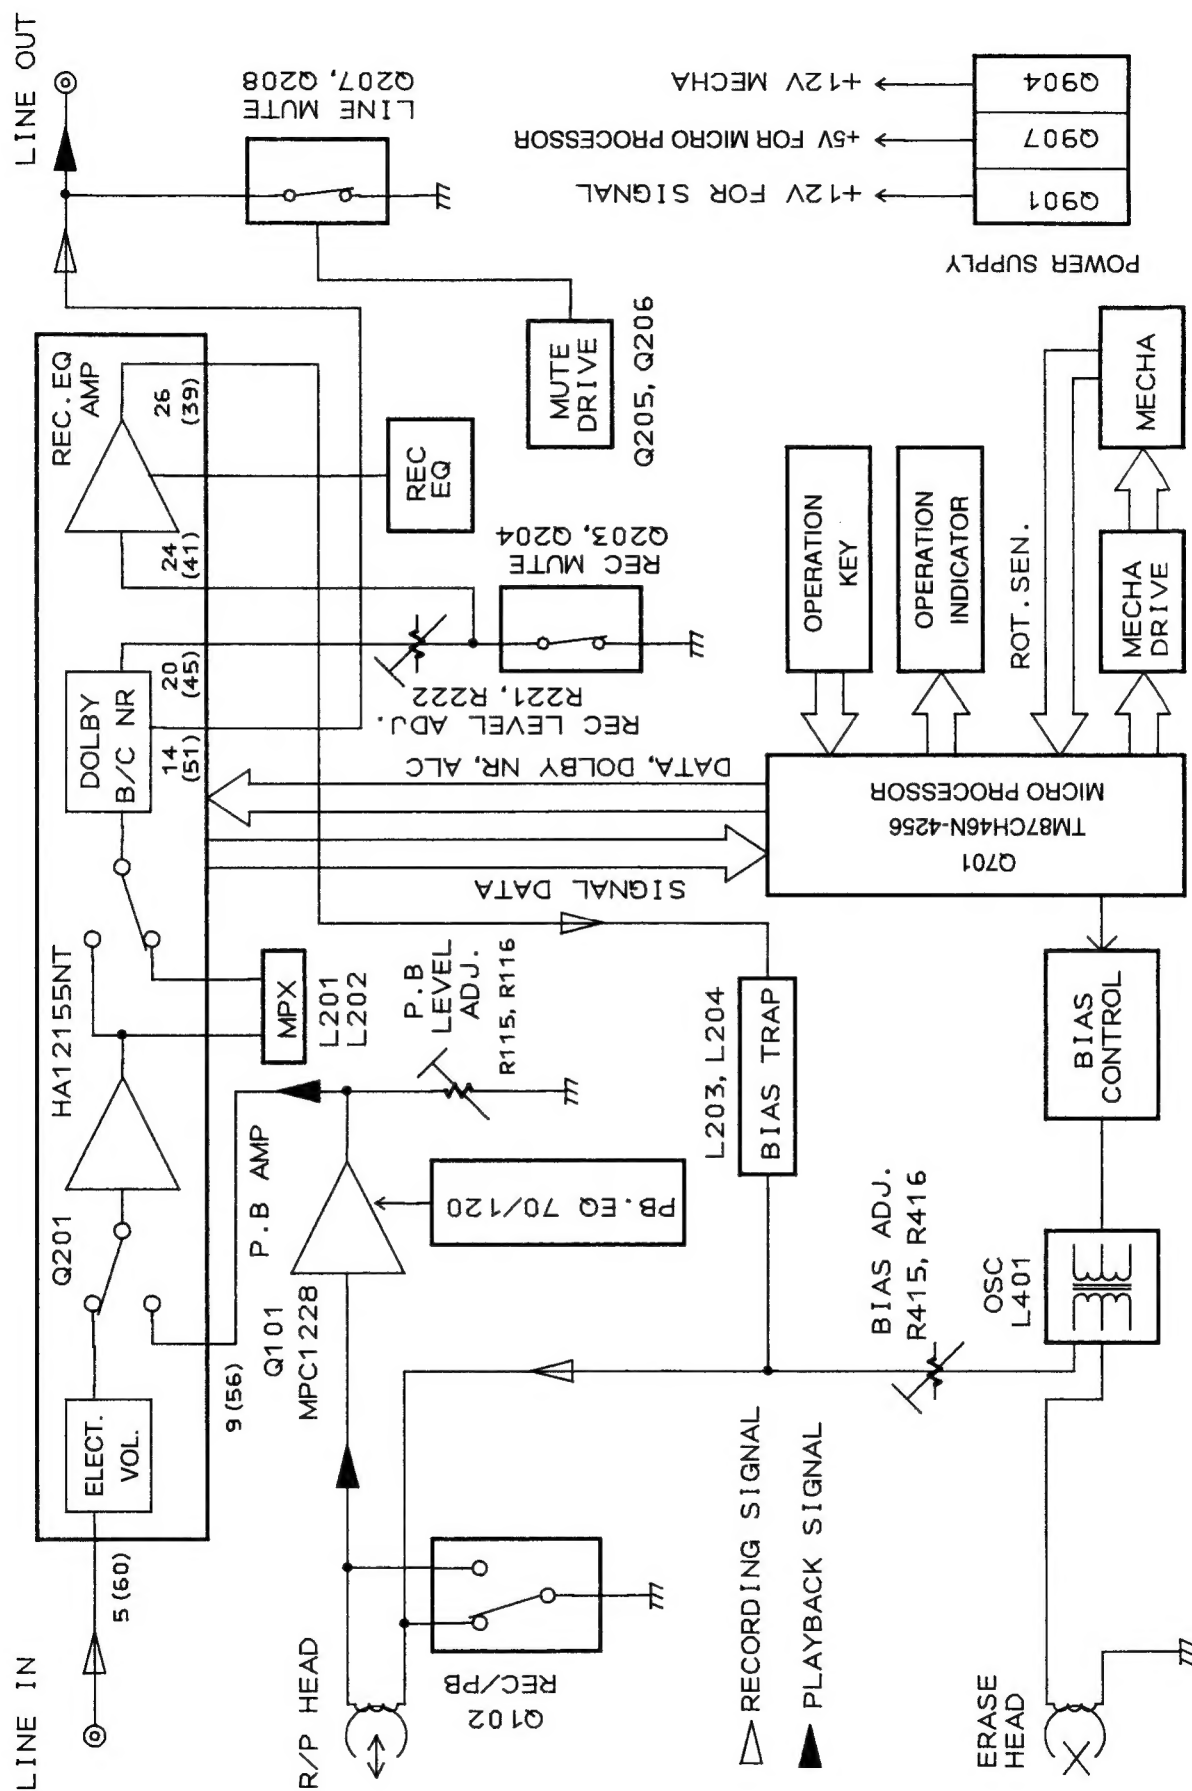 LINE IN
5 (60)
ELECT.
VOL.
Q201
HA12155NT
9 (56)
P.B AMP
Q101
MPC1228
MPX
L201
L202
P.B
LEVEL
ADJ.
R115, R116
PB.EQ 70/120
DOLBY
B/C NR
14
(51)
20
(45)
24
(41)
REC.EQ
AMP
26
(39)
REC
EQ
REC LEVEL ADJ.
R221, R222
REC MUTE
Q203, Q204
LINE OUT
LINE MUTE
Q207, Q208
MUTE
DRIVE
Q205, Q206
R/P HEAD
Q102
REC/PB
RECORDING SIGNAL
PLAYBACK SIGNAL
L203, L204
BIAS TRAP
BIAS ADJ.
R415, R416
OSC
L401
BIAS
CONTROL
ERASE
HEAD
SIGNAL DATA
DATA, DOLBY NR, ALC
Q701
TM87CH46N-4256
MICRO PROCESSOR
OPERATION
KEY
OPERATION
INDICATOR
ROT.SEN.
MECHA
DRIVE
MECHA
POWER SUPPLY
Q901
Q907
Q904
+12V FOR SIGNAL
+5V FOR MICRO PROCESSOR
+12V MECHA